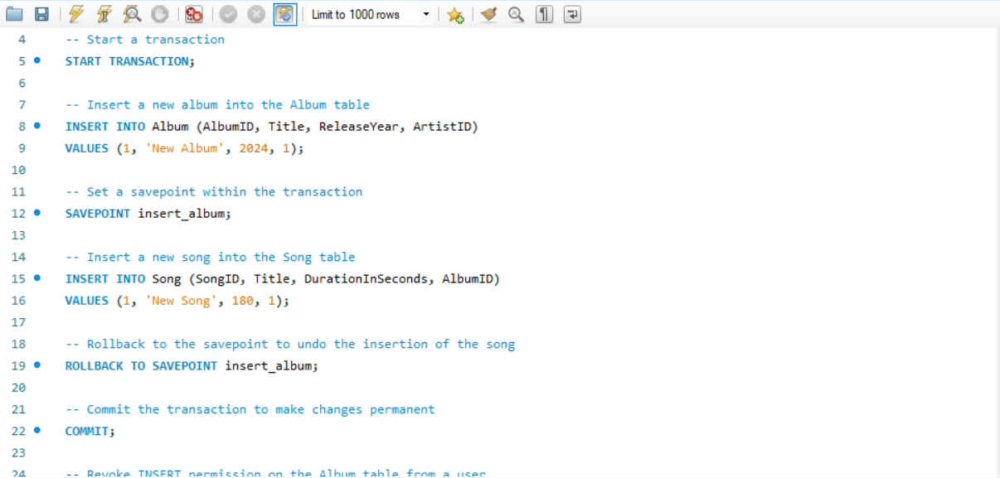 Limit to 1000 rows
4 -- Start a transaction
5 START TRANSACTION;
6
7 -- Insert a new album into the Album table
8 INSERT INTO Album (AlbumID, Title, ReleaseYear, ArtistID)
9 VALUES (1, 'New Album', 2024, 1);
10
11 -- Set a savepoint within the transaction
12 SAVEPOINT insert_album;
13
14 -- Insert a new song into the Song table
15 INSERT INTO Song (SongID, Title, DurationInSeconds, AlbumID)
16 VALUES (1, 'New Song', 180, 1);
17
18 -- Rollback to the savepoint to undo the insertion of the song
19 ROLLBACK TO SAVEPOINT insert_album;
20
21 -- Commit the transaction to make changes permanent
22 COMMIT;
23
24 -- Revoke INSERT permission on the Album table from a user